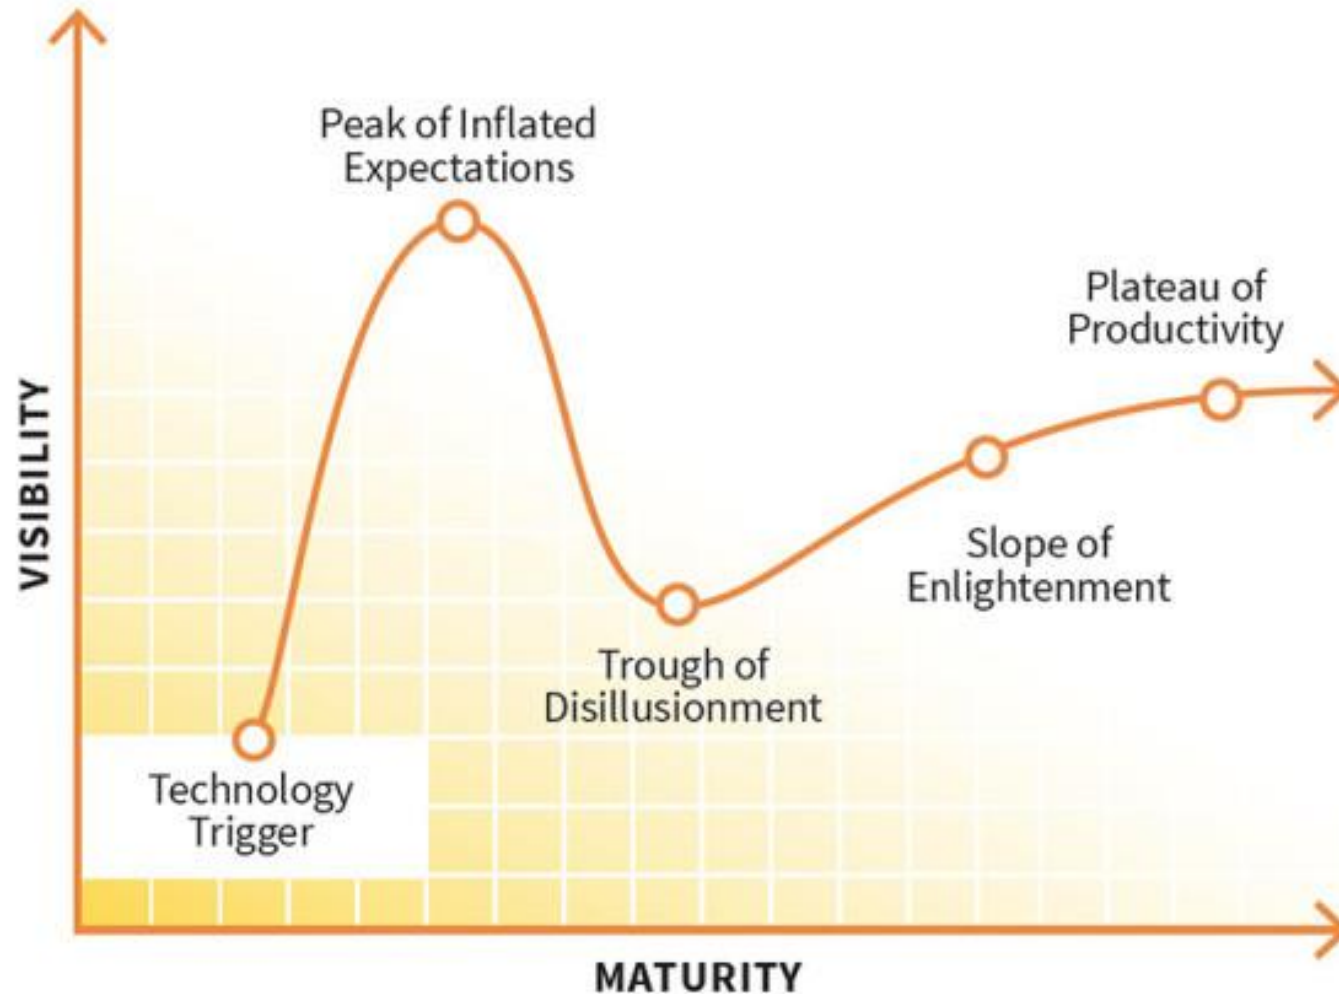 Peak of Inflated
Expectations
Plateau of
Productivity
VISIBILITY
Slope of
Enlightenment
Trough of
Disillusionment
Technology
Trigger
MATURITY